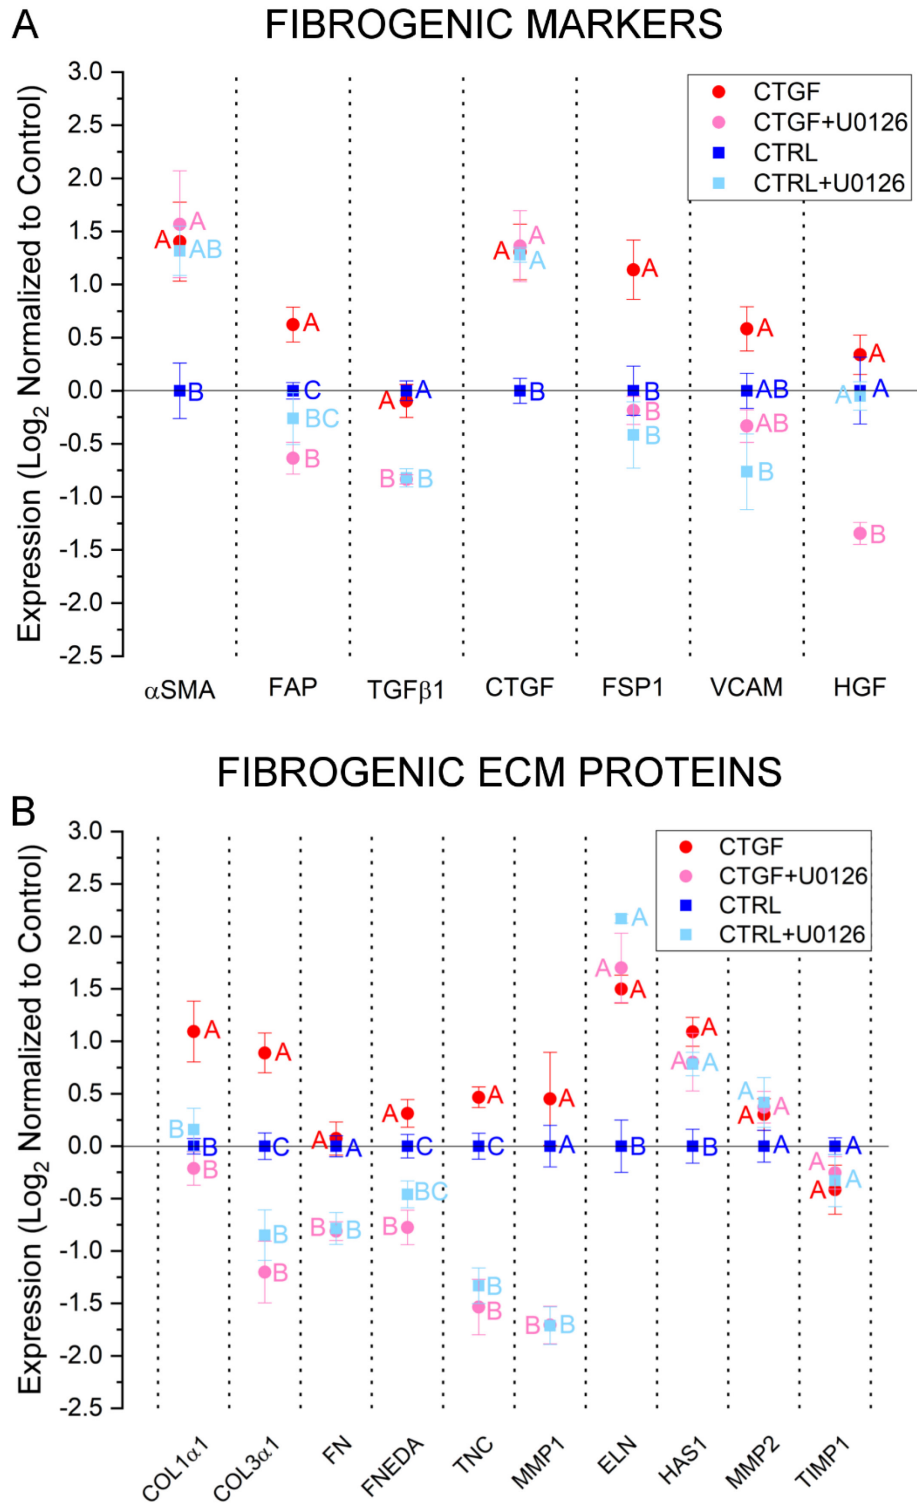 A
FIBROGENIC MARKERS
Expression (Log₂ Normalized to Control)
3.0
2.5
2.0
1.5
1.0
0.5
0.0
-0.5
-1.0
-1.5
-2.0
-2.5
CTGF
CTGF+U0126
CTRL
CTRL+U0126
A
A
AB
B
A
C
BC
B
A
A
B
B
A
A
A
B
A
B
B
B
A
AB
AB
B
A
A
A
B
αSMA FAP TGFβ1 CTGF FSP1 VCAM HGF
FIBROGENIC ECM PROTEINS
B
Expression (Log₂ Normalized to Control)
3.0
2.5
2.0
1.5
1.0
0.5
0.0
-0.5
-1.0
-1.5
-2.0
-2.5
CTGF
CTGF+U0126
CTRL
CTRL+U0126
A
B
B
B
A
C
B
B
A
A
B
B
A
C
BC
B
A
C
B
B
A
A
B
B
A
A
A
B
A
A
A
B
A
A
A
A
A
A
A
A
COL1α1 COL3α1 FN FNEDA TNC MMP1 ELN HAS1 MMP2 TIMP1